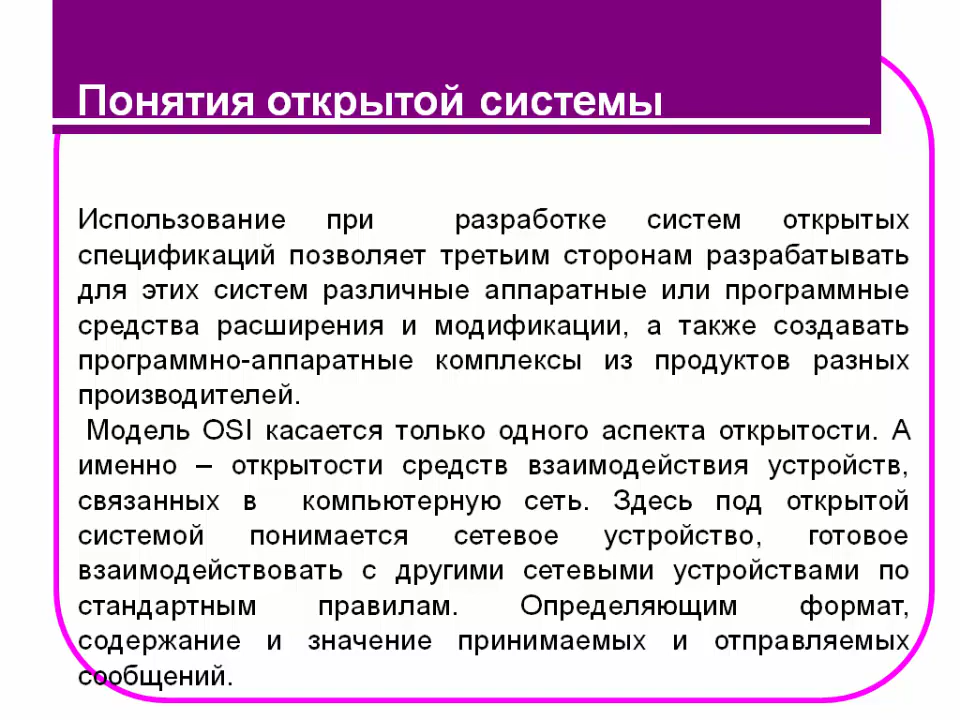 Понятия открытой системы
Использование при разработке систем открытых
спецификаций позволяет третьим сторонам разрабатывать
для этих систем различные аппаратные или программные
средства расширения и модификации, а также создавать
программно-аппаратные комплексы из продуктов разных
производителей.
Модель OSI касается только одного аспекта открытости. А
именно – открытости средств взаимодействия устройств,
связанных в компьютерную сеть. Здесь под открытой
системой понимается сетевое устройство, готовое
взаимодействовать с другими сетевыми устройствами по
стандартным правилам. Определяющим формат,
содержание и значение принимаемых и отправляемых
сообщений.